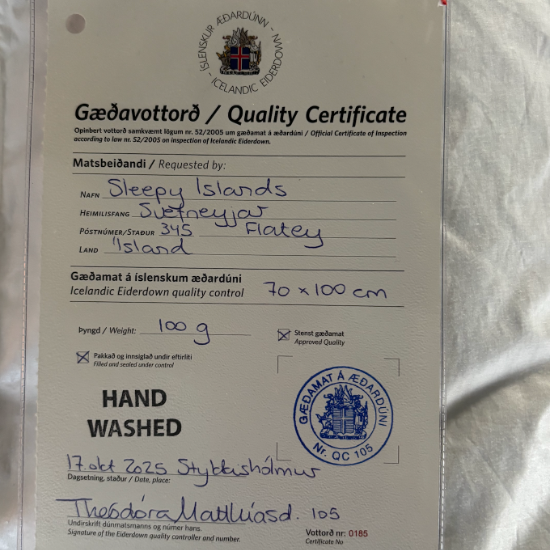 ÍSLENSKUR ÆÐARDÚNN - ICELANDIC EIDERDOWN -
Gæðavottorð / Quality Certificate
Opinbert vottorð samkvæmt lögum nr. 52/2005 um gæðamat á æðardúni / Official Certificate of Inspection
according to law nr. 52/2005 on inspection of Icelandic Eiderdown.
Matsbeiðandi / Requested by:
NAFN Sleepy Islands
HEIMILISFANG Svefneyjar
PÓSTNÚMER/STAÐUR 345 Flatey
LAND Ísland
Gæðamat á íslenskum æðardúni
Icelandic Eiderdown quality control 70 x 100 cm
Þyngd / Weight: 100 g
Stenst gæðamat
Approved Quality
Pakkað og innsiglað undir eftirliti
Filled and sealed under control
HAND
WASHED
GÆÐAMAT Á ÆÐARDÚNI
Nr. QC 105
17. okt 2025 Stykkishólmur
Dagsetning, staður / Date, place:
Theódóra Matthíasd. 105
Undirskrift dúnmatsmanns og númer hans.
Signature of the Eiderdown quality controller and number.
Vottorð nr: 0185
Certificate No